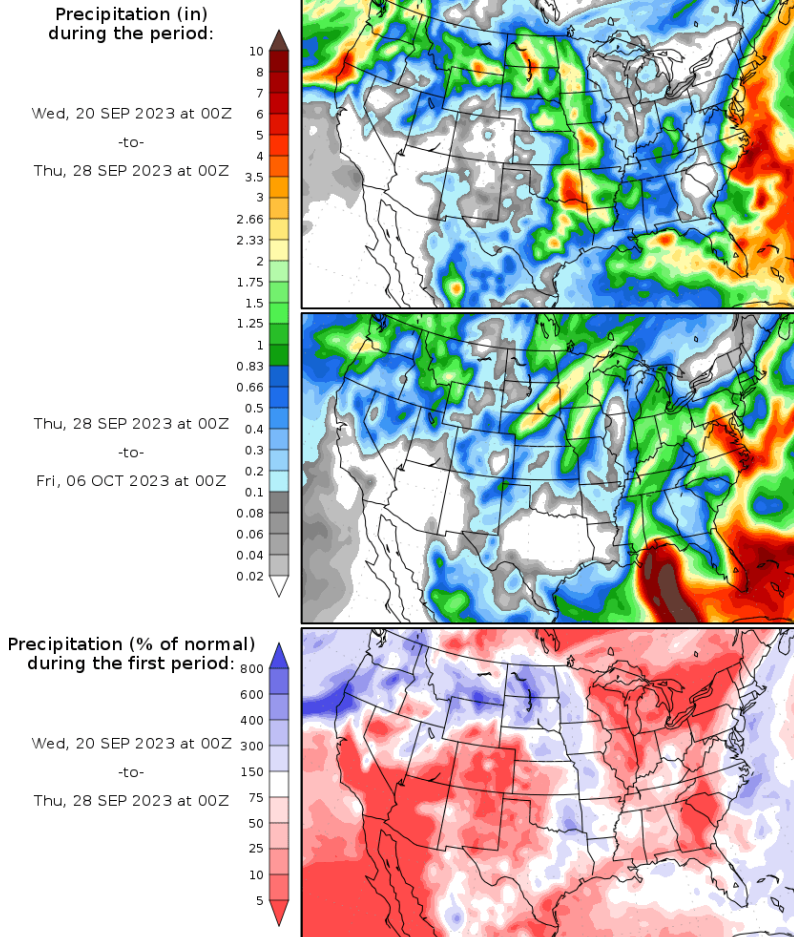 Precipitation (in)
during the period:
Wed, 20 SEP 2023 at 00Z
-to-
Thu, 28 SEP 2023 at 00Z
10
8
7
6
5
4
3.5
3
2.66
2.33
2
1.75
1.5
1.25
1
0.83
0.66
0.5
0.4
0.3
0.2
0.1
0.08
0.06
0.04
0.02
Thu, 28 SEP 2023 at 00Z
-to-
Fri, 06 OCT 2023 at 00Z
Precipitation (% of normal)
during the first period:
Wed, 20 SEP 2023 at 00Z
-to-
Thu, 28 SEP 2023 at 00Z
800
600
400
300
150
75
50
25
10
5